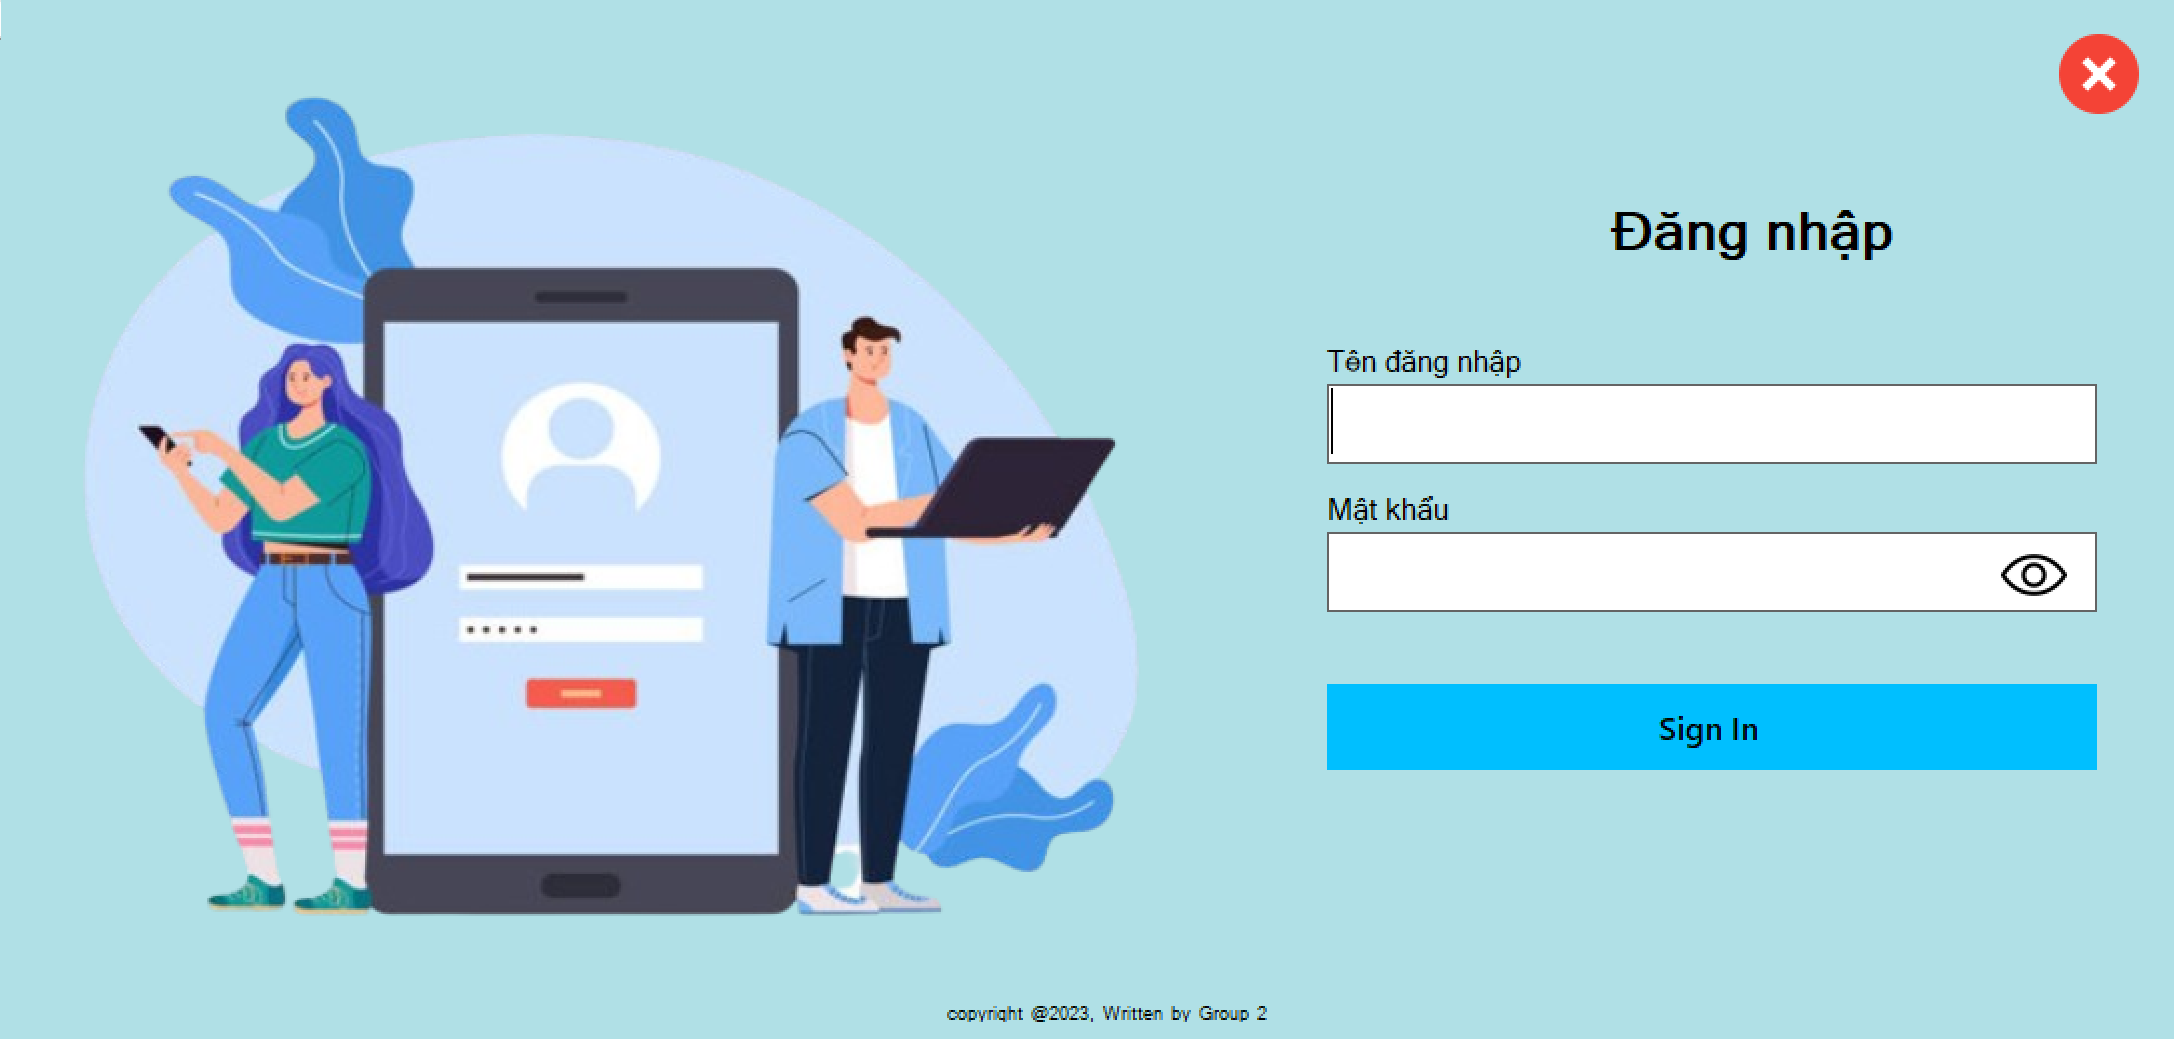 Đăng nhập
Tên đăng nhập
Mật khẩu
Sign In
copyright @2023, Written by Group 2